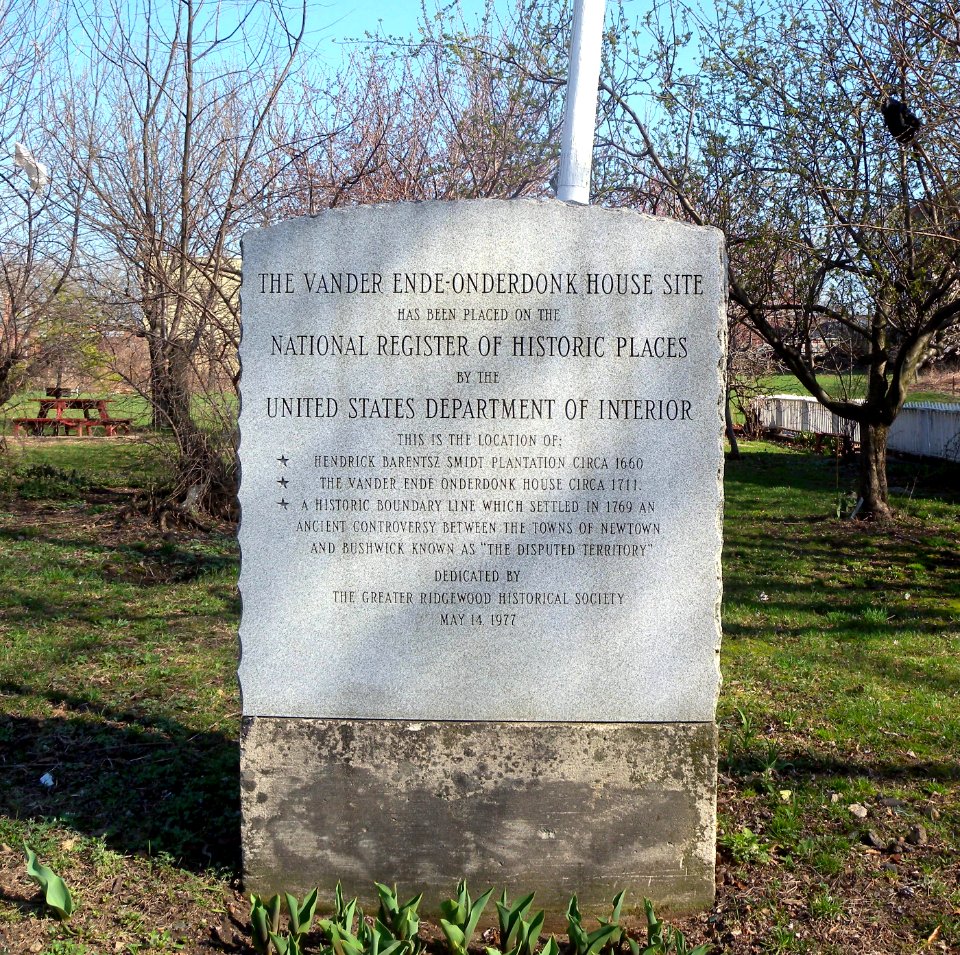 THE VANDER ENDE-ONDERDONK HOUSE SITE
HAS BEEN PLACED ON THE
NATIONAL REGISTER OF HISTORIC PLACES
BY THE
UNITED STATES DEPARTMENT OF INTERIOR
THIS IS THE LOCATION OF:
★ HENDRICK BARENTSZ SMIDT PLANTATION CIRCA 1660
★ THE VANDER ENDE ONDERDONK HOUSE CIRCA 1711.
★ A HISTORIC BOUNDARY LINE WHICH SETTLED IN 1769 AN
ANCIENT CONTROVERSY BETWEEN THE TOWNS OF NEWTOWN
AND BUSHWICK KNOWN AS "THE DISPUTED TERRITORY"
DEDICATED BY
THE GREATER RIDGEWOOD HISTORICAL SOCIETY
MAY 14, 1977